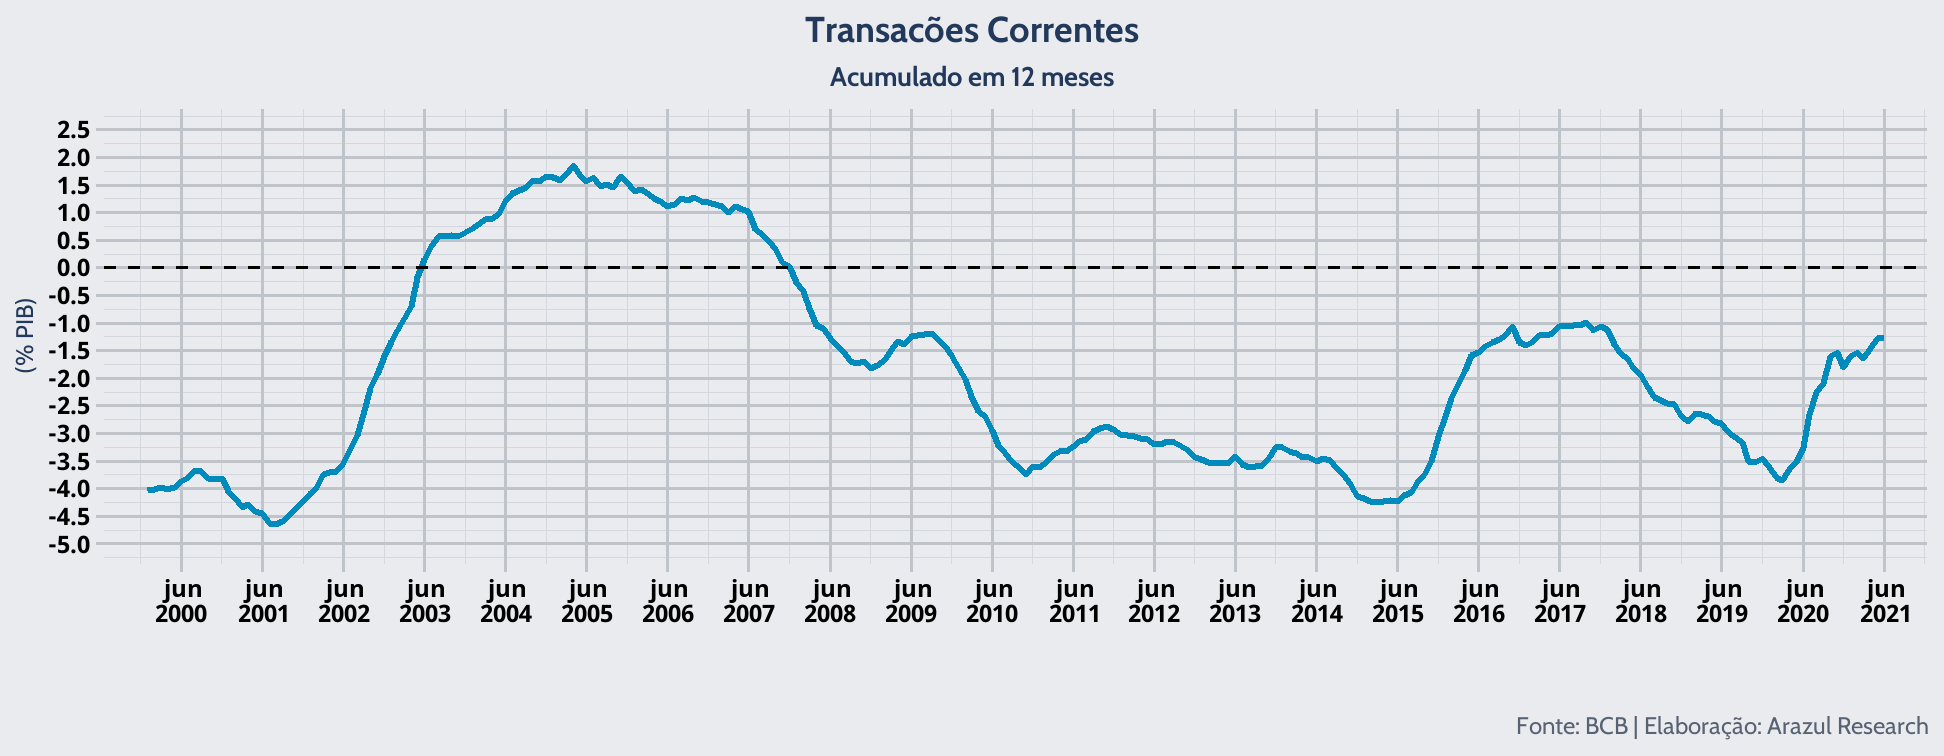 Transacões Correntes
Acumulado em 12 meses
(% PIB)
2.5
2.0
1.5
1.0
0.5
0.0
-0.5
-1.0
-1.5
-2.0
-2.5
-3.0
-3.5
-4.0
-4.5
-5.0
jun jun jun jun jun jun jun jun jun jun jun jun jun jun jun jun jun jun jun jun jun jun
2000 2001 2002 2003 2004 2005 2006 2007 2008 2009 2010 2011 2012 2013 2014 2015 2016 2017 2018 2019 2020 2021
Fonte: BCB | Elaboração: Arazul Research